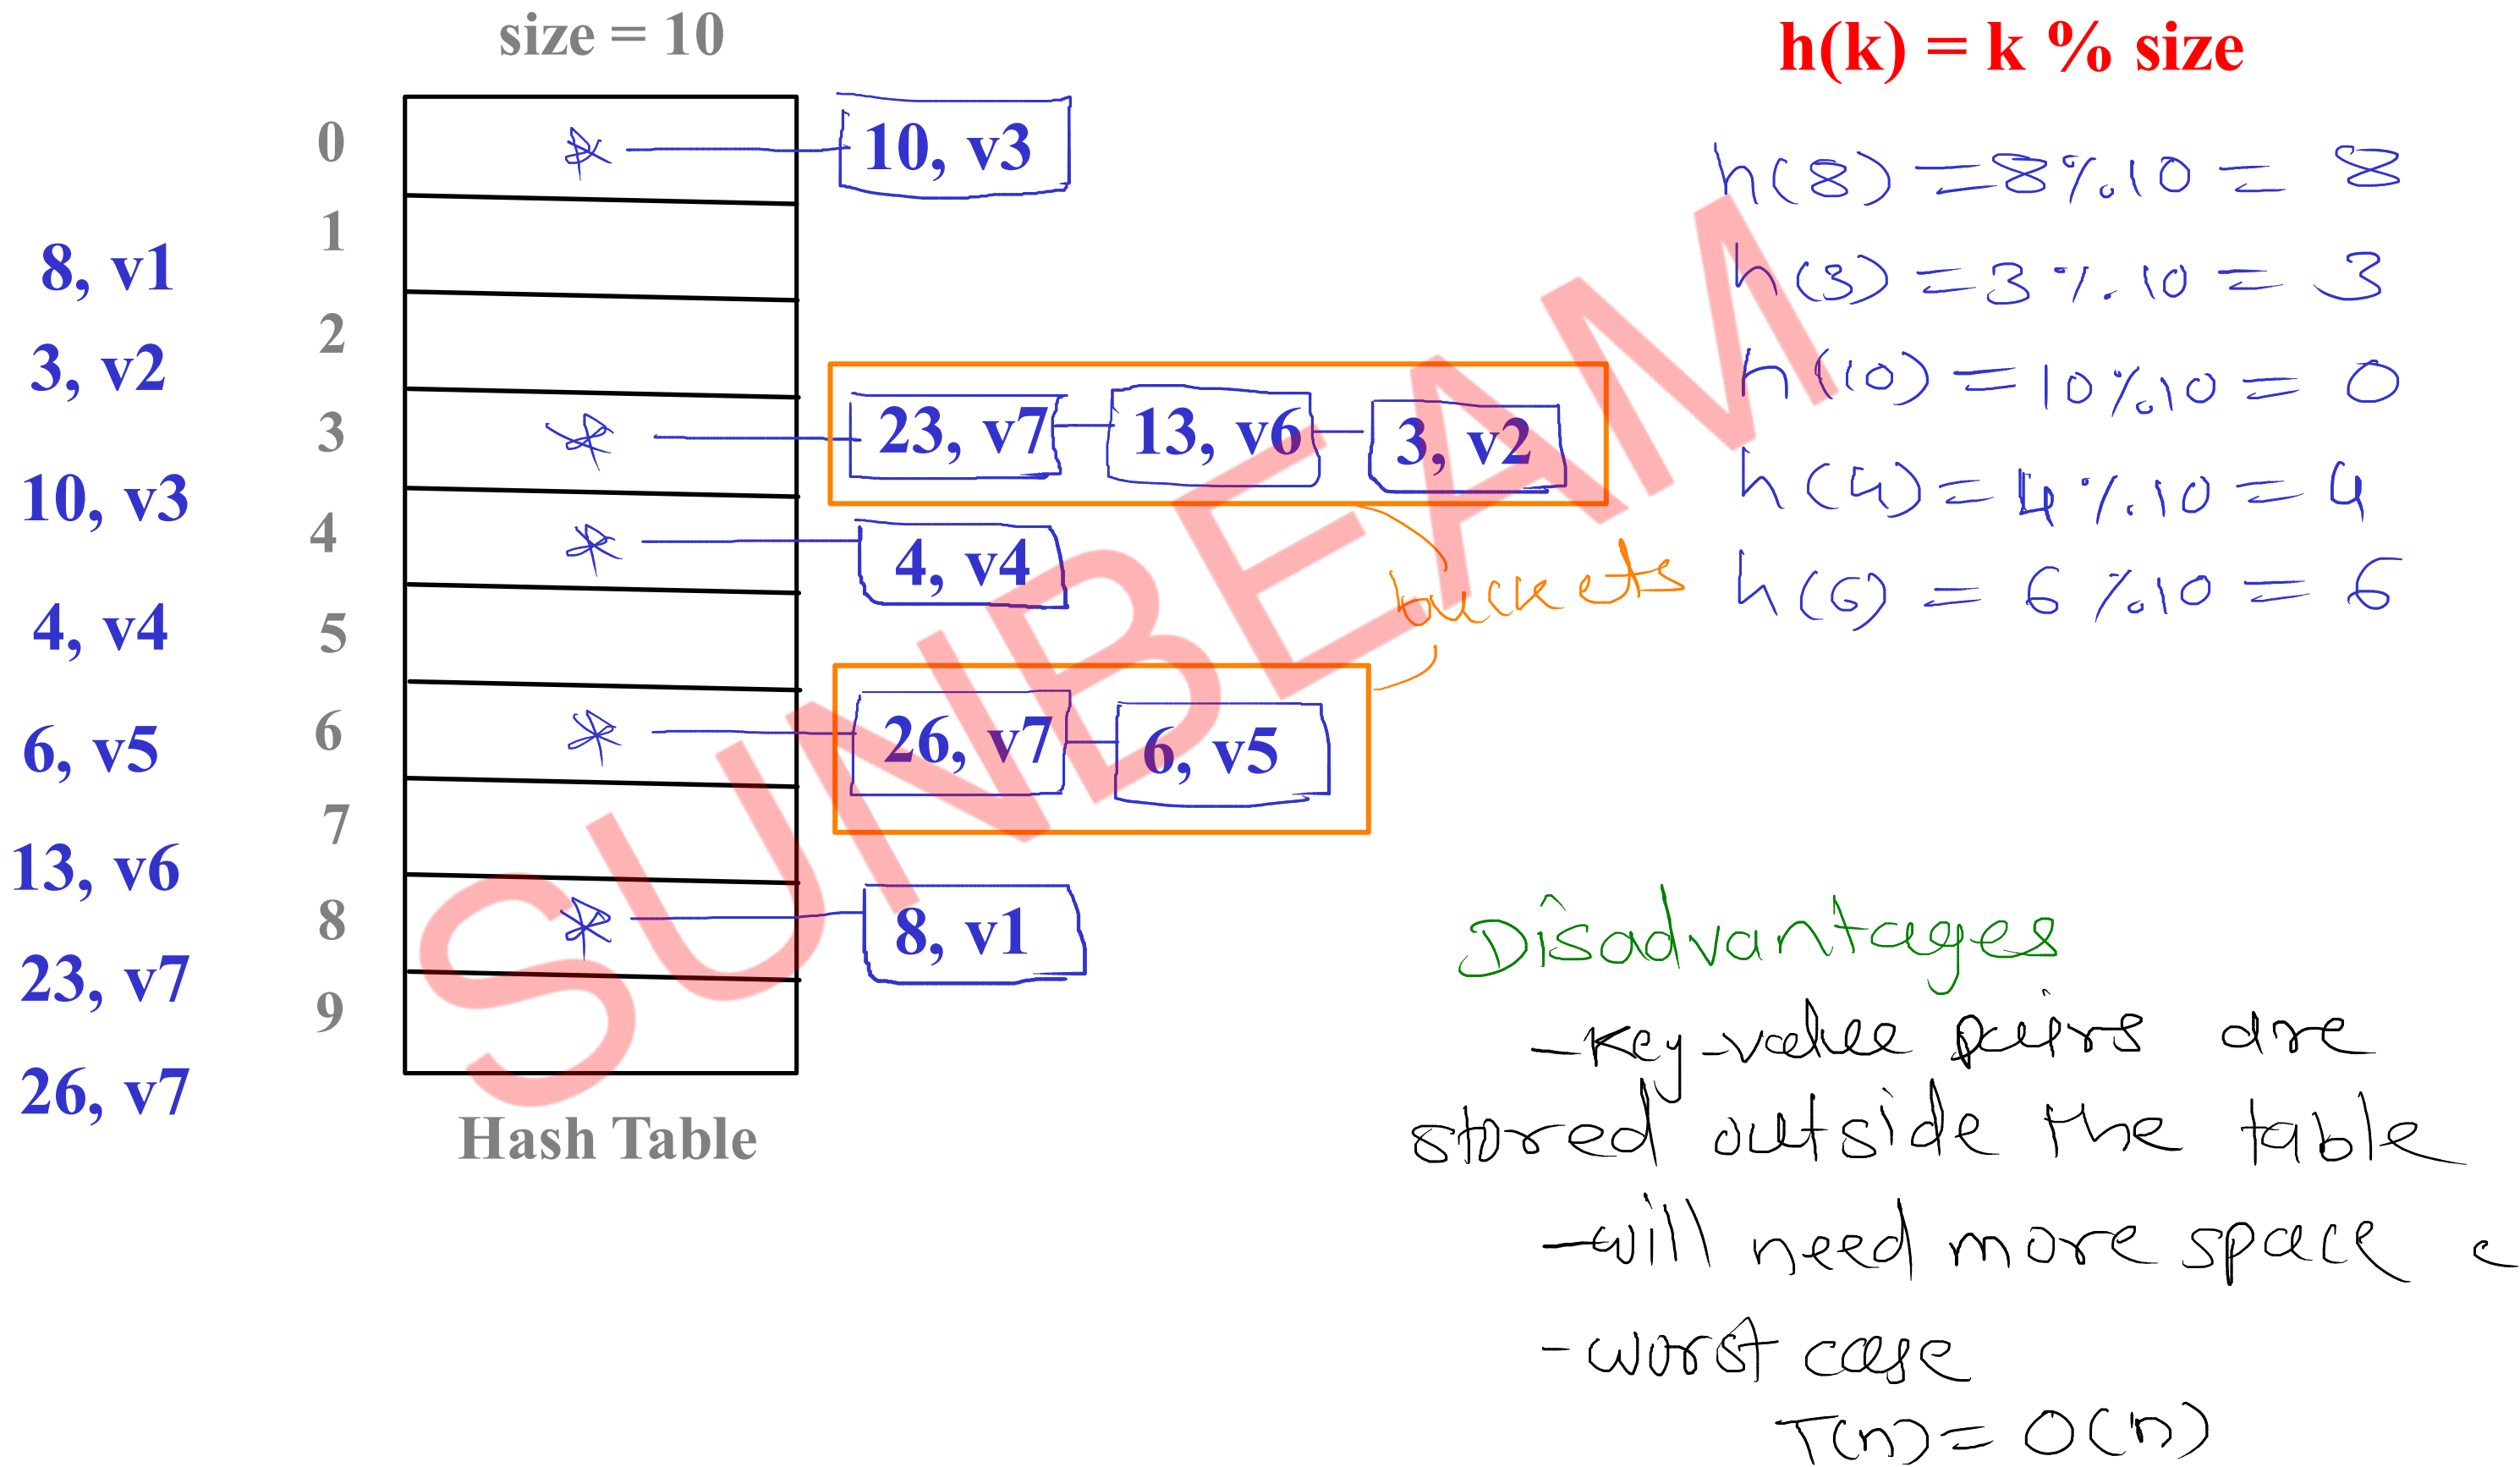 size = 10
h(k) = k % size
8, v1
3, v2
10, v3
4, v4
6, v5
13, v6
23, v7
26, v7
0
10, v3
1
2
3
23, v7 13, v6 3, v2
4
4, v4
5
6
26, v7 6, v5
7
8
8, v1
9
Hash Table
buckets
h(8) = 8 % 10 = 8
h(3) = 3 % 10 = 3
h(10) = 10 % 10 = 0
h(4) = 4 % 10 = 4
h(6) = 6 % 10 = 6
Disadvantages
- key-value pairs are
stored outside the table
- will need more space
- worst case
T(n) = O(n)
SUNBEAM